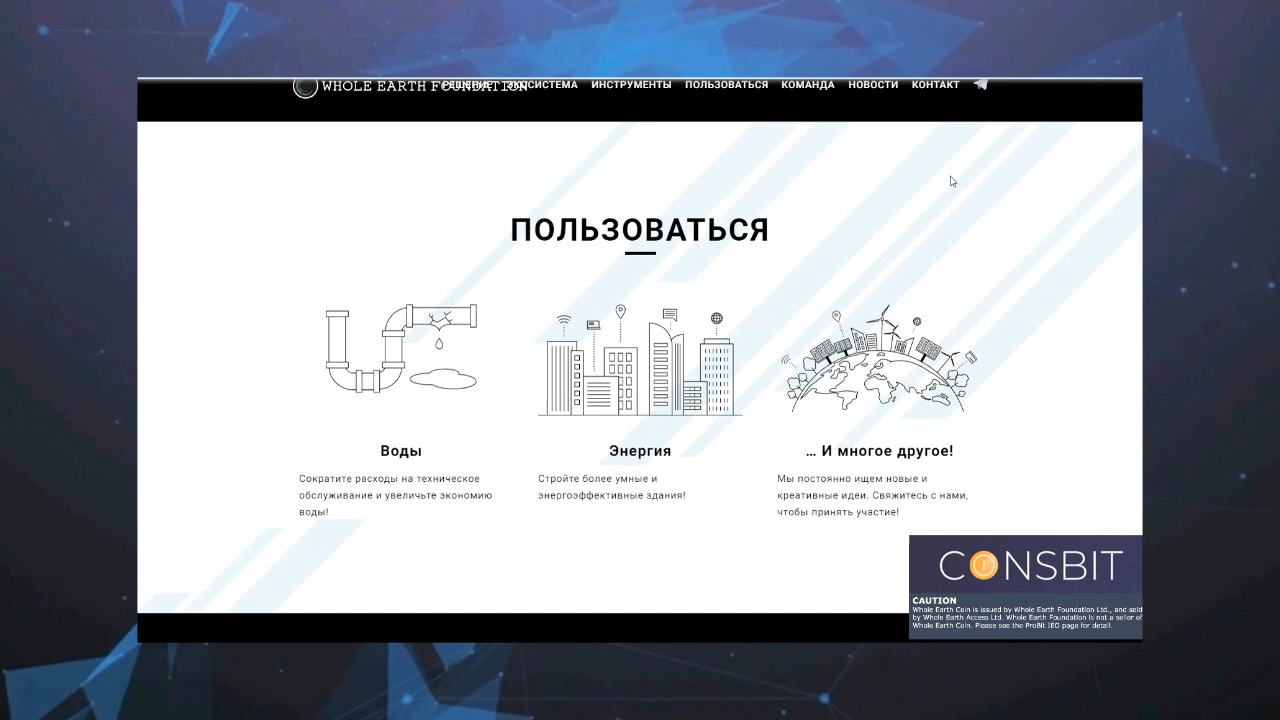 WHOLE EARTH FOUNDATION
РЕШЕНИЕ ЭКОСИСТЕМА ИНСТРУМЕНТЫ ПОЛЬЗОВАТЬСЯ КОМАНДА НОВОСТИ КОНТАКТ
ПОЛЬЗОВАТЬСЯ
Воды
Сократите расходы на техническое
обслуживание и увеличьте экономию
воды!
Энергия
Стройте более умные и
энергоэффективные здания!
... И многое другое!
Мы постоянно ищем новые и
креативные идеи. Свяжитесь с нами,
чтобы принять участие!
CONSBIT
CAUTION
Whole Earth Coin is issued by Whole Earth Foundation Ltd., and sold
by Whole Earth Access Ltd. Whole Earth Foundation is not a seller of
Whole Earth Coin. Please see the ProBit IEO page for detail.